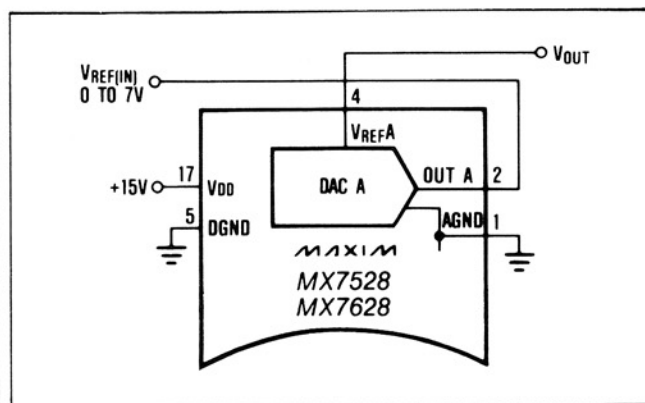 VOUT
VREF(IN)
0 TO 7V
4
VREFA
17
+15V
VDD
DAC A
OUT A
2
5
DGND
AGND
1
MAXIM
MX7528
MX7628